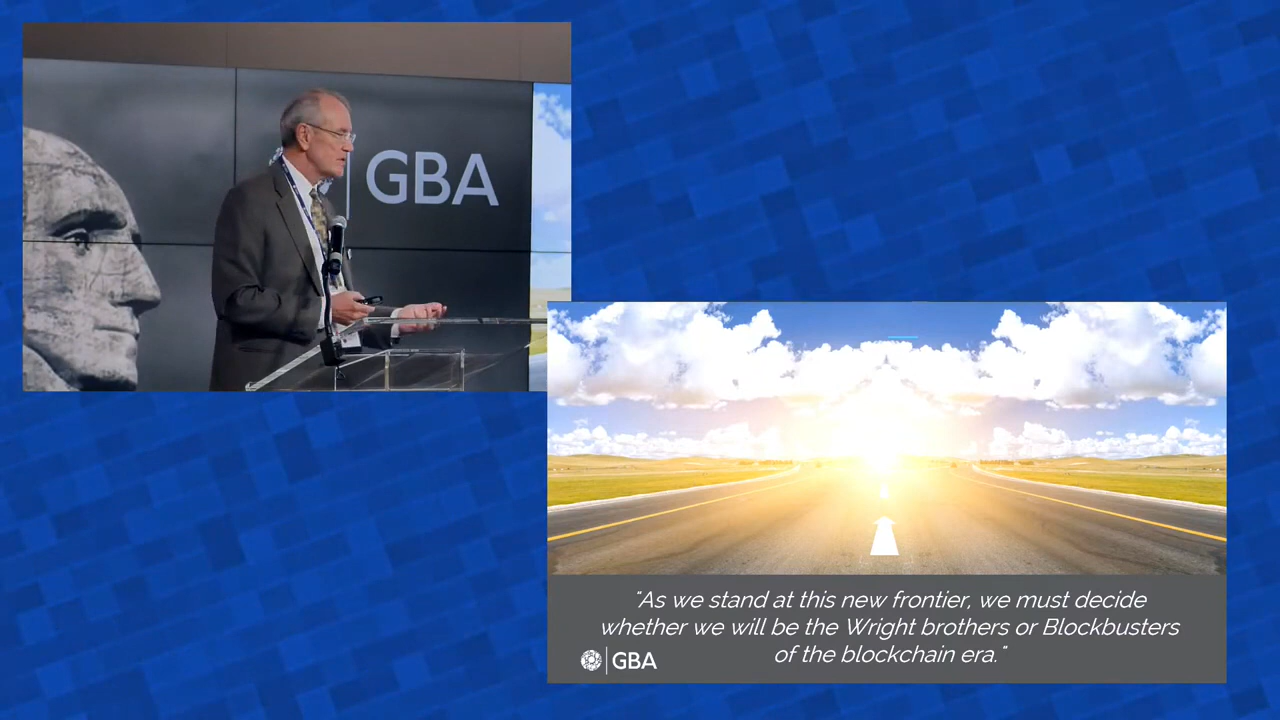 GBA
"As we stand at this new frontier, we must decide
whether we will be the Wright brothers or Blockbusters
of the blockchain era."
GBA